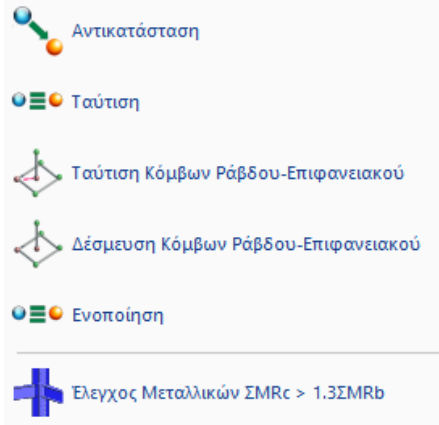 Αντικατάσταση
Ταύτιση
Ταύτιση Κόμβων Ράβδου-Επιφανειακού
Δέσμευση Κόμβων Ράβδου-Επιφανειακού
Ενοποίηση
Έλεγχος Μεταλλικών ΣMRc > 1.3ΣMRb